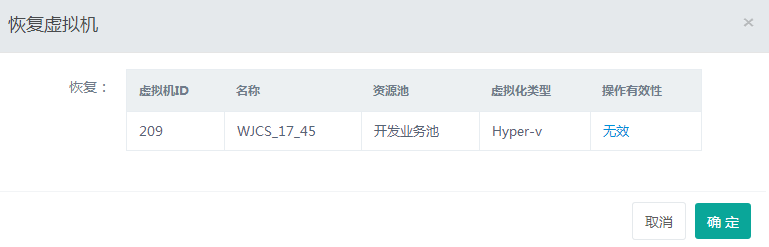 恢复虚拟机 ×
恢复：
虚拟机ID 名称 资源池 虚拟化类型 操作有效性
209 WJCS_17_45 开发业务池 Hyper-v 无效
取消 确 定